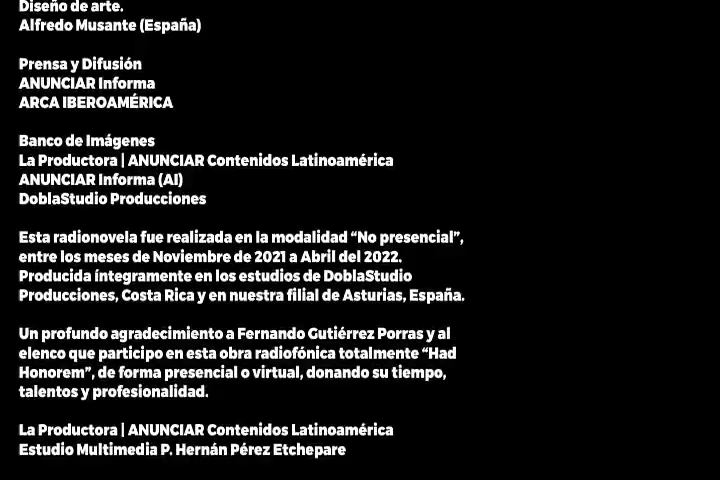 Diseño de arte.
Alfredo Musante (España)
Prensa y Difusión
ANUNCIAR Informa
ARCA IBEROAMÉRICA
Banco de Imágenes
La Productora | ANUNCIAR Contenidos Latinoamérica
ANUNCIAR Informa (AI)
DoblaStudio Producciones
Esta radionovela fue realizada en la modalidad “No presencial”,
entre los meses de Noviembre de 2021 a Abril del 2022.
Producida íntegramente en los estudios de DoblaStudio
Producciones, Costa Rica y en nuestra filial de Asturias, España.
Un profundo agradecimiento a Fernando Gutiérrez Porras y al
elenco que participo en esta obra radiofónica totalmente “Had
Honorem”, de forma presencial o virtual, donando su tiempo,
talentos y profesionalidad.
La Productora | ANUNCIAR Contenidos Latinoamérica
Estudio Multimedia P. Hernán Pérez Etchepare